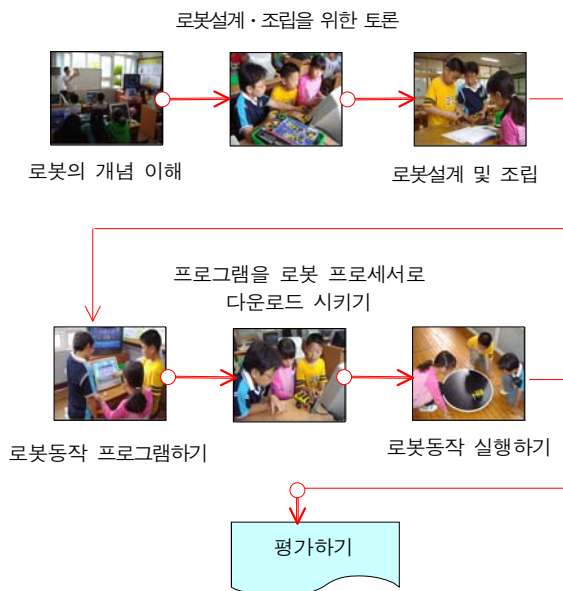 로봇설계・조립을 위한 토론
로봇의 개념 이해
로봇설계 및 조립
프로그램을 로봇 프로세서로
다운로드 시키기
로봇동작 프로그램하기
로봇동작 실행하기
평가하기